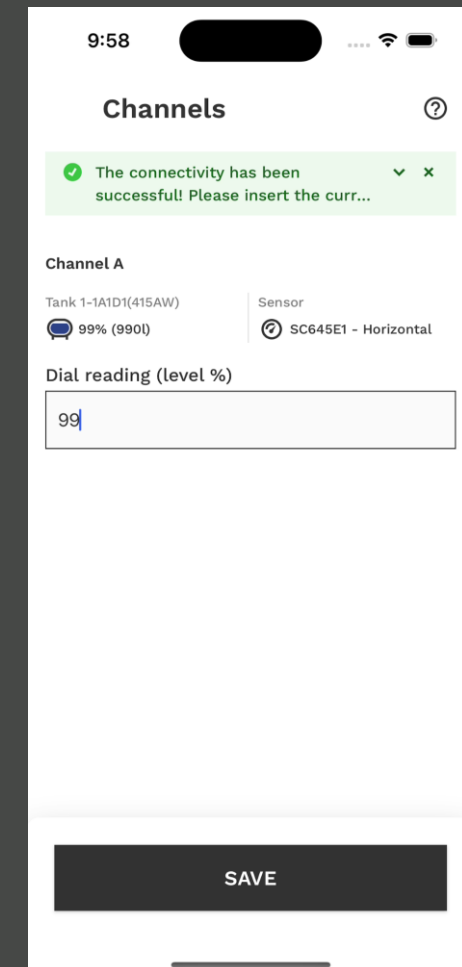 9:58
Channels
The connectivity has been
successful! Please insert the curr...
Channel A
Tank 1-1A1D1(415AW)
99% (990l)
Sensor
SC645E1 - Horizontal
Dial reading (level %)
99
SAVE